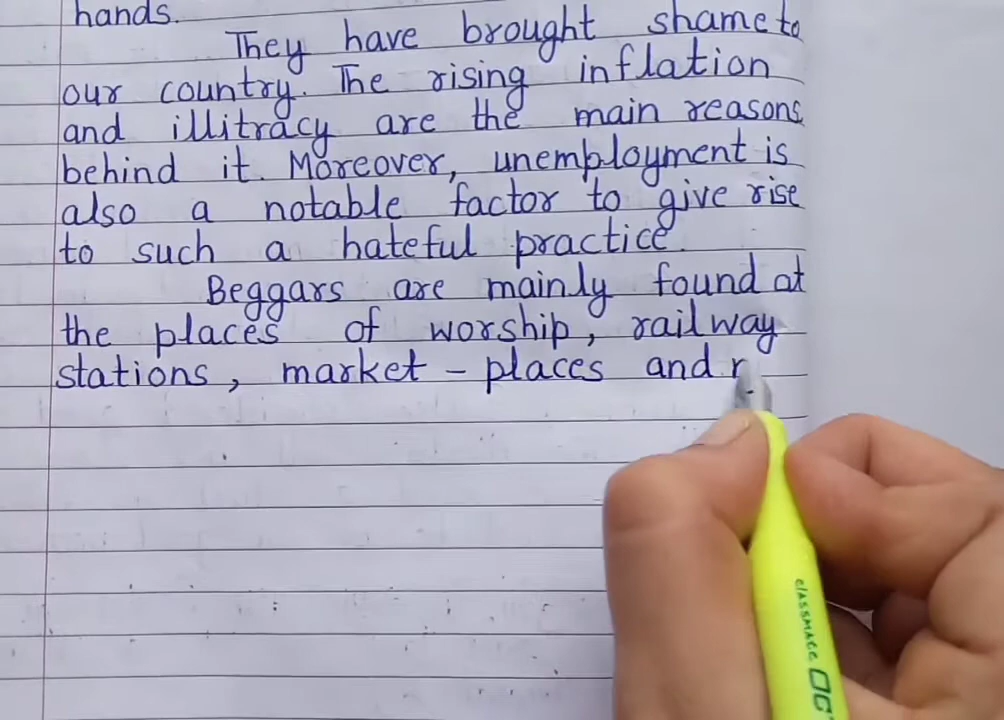 hands.
They have brought shame to
our country. The rising inflation
and illitracy are the main reasons
behind it. Moreover, unemployment is
also a notable factor to give rise
to such a hateful practice.
Beggars are mainly found at
the places of worship, railway
stations, market - places and
classmate